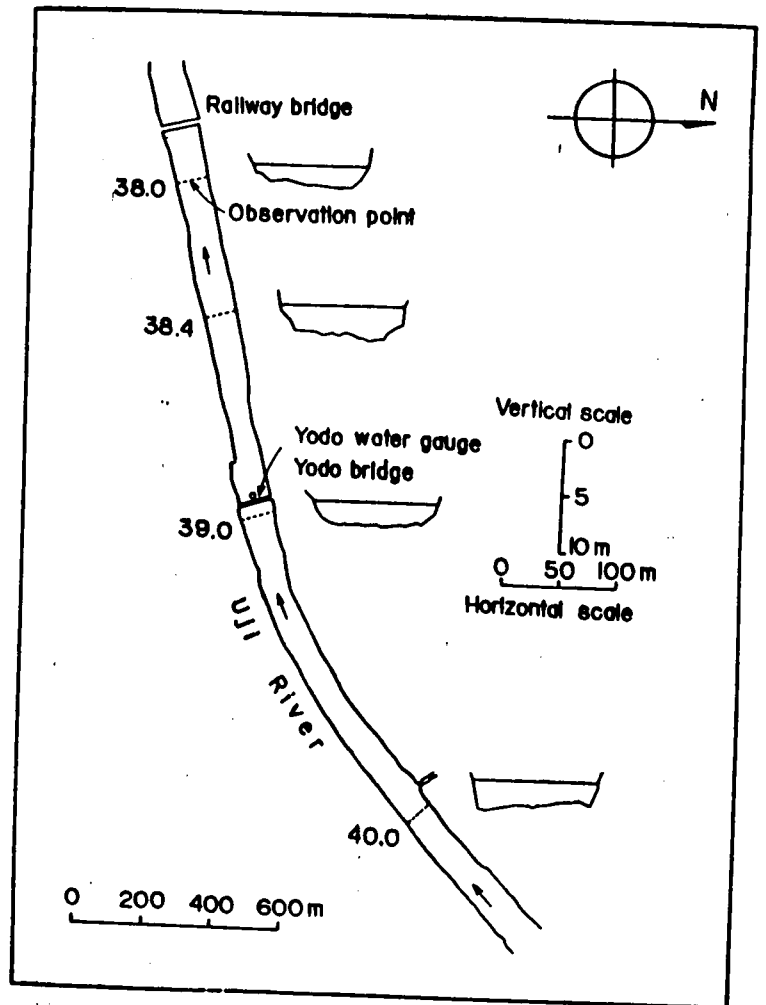 N
Railway bridge
38.0
Observation point
38.4
Vertical scale
0
5
10 m
0 50 100 m
Horizontal scale
Yodo water gauge
Yodo bridge
39.0
Uji River
40.0
0 200 400 600 m